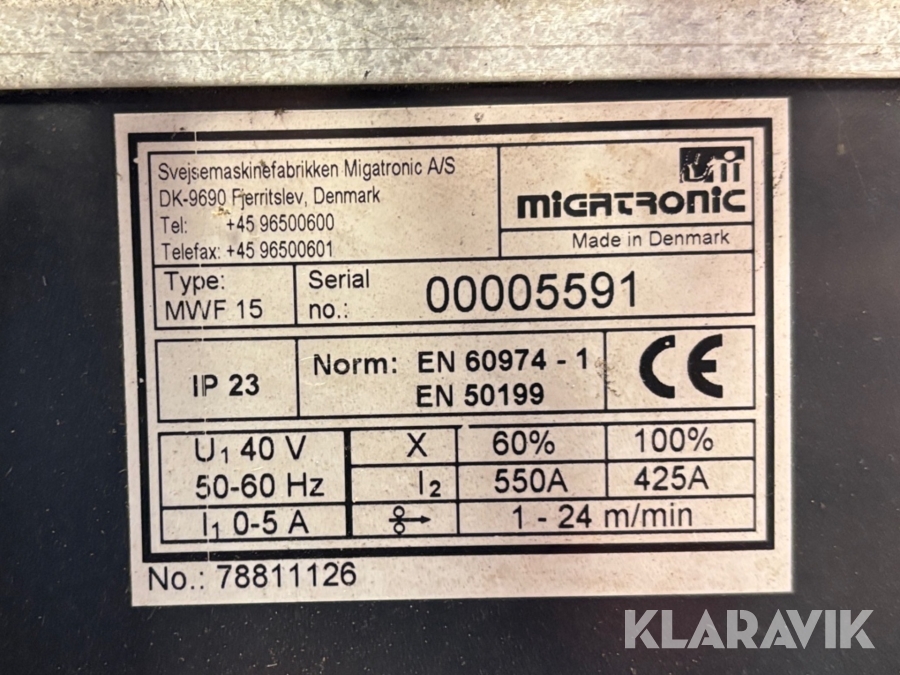 Svejsemaskinefabrikken Migatronic A/S
DK-9690 Fjerritslev, Denmark
Tel: +45 96500600
Telefax: +45 96500601
MIGATRONIC
Made in Denmark
Type:
MWF 15
Serial
no.:
00005591
IP 23
Norm: EN 60974 - 1
EN 50199
CE
U1 40 V
50-60 Hz
I1 0-5 A
X 60% 100%
I2 550A 425A
1 - 24 m/min
No.: 78811126
KLARAVIK